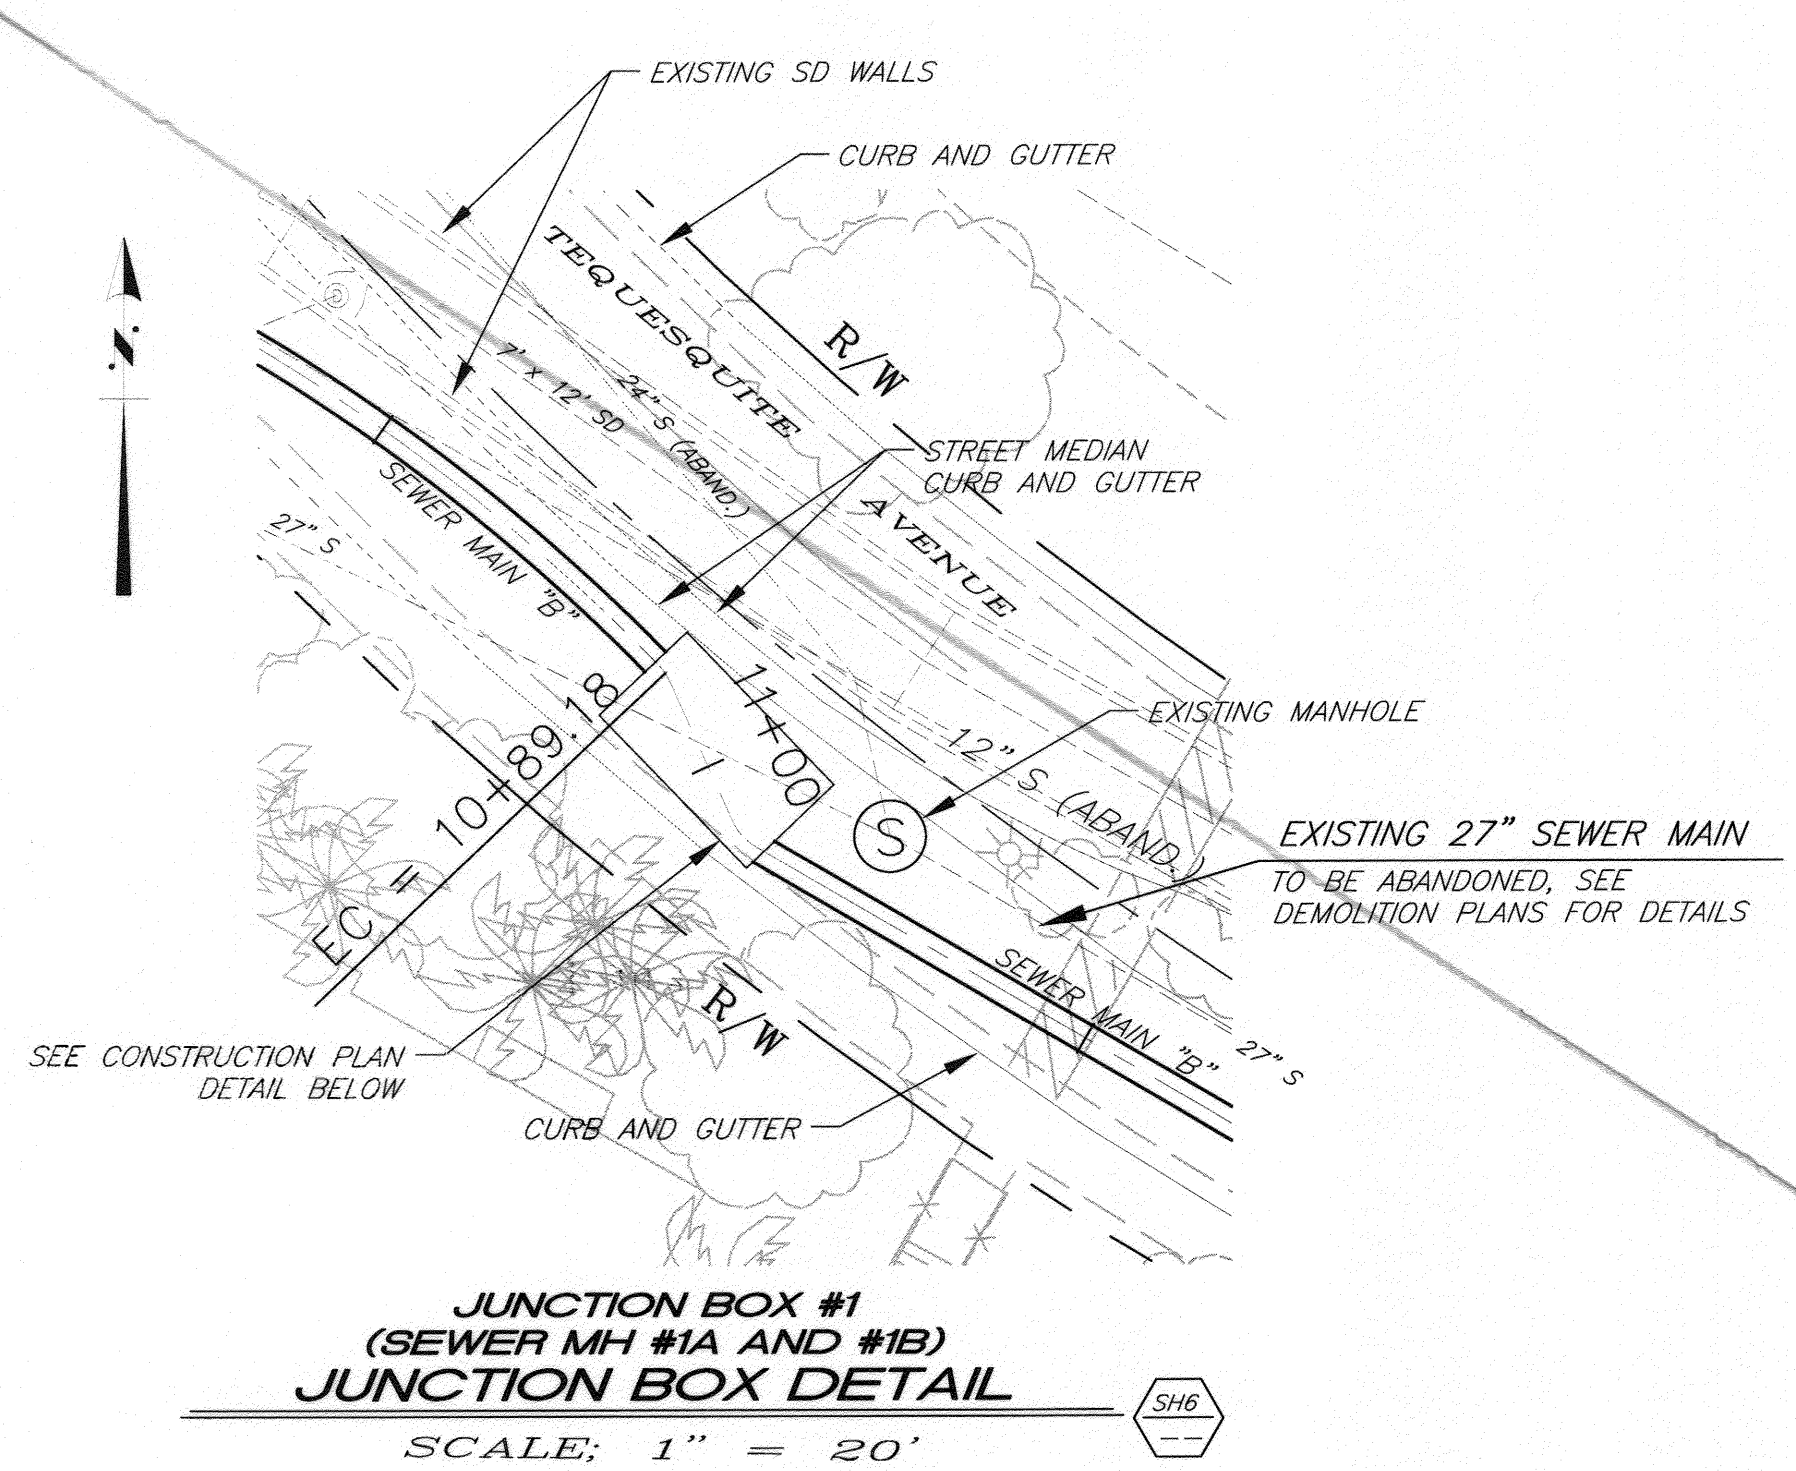 EXISTING SD WALLS
CURB AND GUTTER
TEQUESQUITE
R/W
N
7' x 12' SD
24" S (ABAND.)
STREET MEDIAN
CURB AND GUTTER
AVENUE
SEWER MAIN "B"
27" S
11+00
EC = 10+89.18
EXISTING MANHOLE
12" S (ABAND.)
S
EXISTING 27" SEWER MAIN
TO BE ABANDONED, SEE
DEMOLITION PLANS FOR DETAILS
SEWER MAIN "B"
27" S
R/W
SEE CONSTRUCTION PLAN
DETAIL BELOW
CURB AND GUTTER
JUNCTION BOX #1
(SEWER MH #1A AND #1B)
JUNCTION BOX DETAIL
SH6
--
SCALE; 1" = 20'